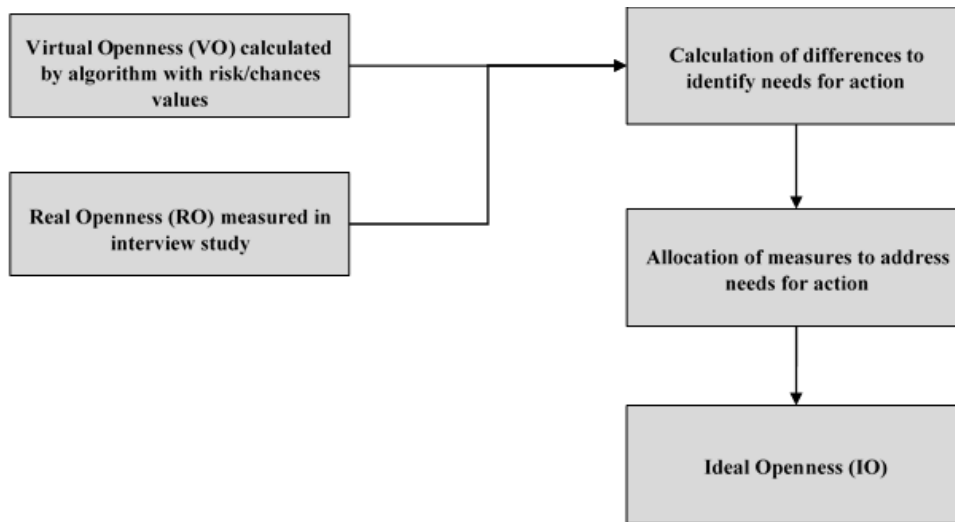 Virtual Openness (VO) calculated
by algorithm with risk/chances
values
Real Openness (RO) measured in
interview study
Calculation of differences to
identify needs for action
Allocation of measures to address
needs for action
Ideal Openness (IO)